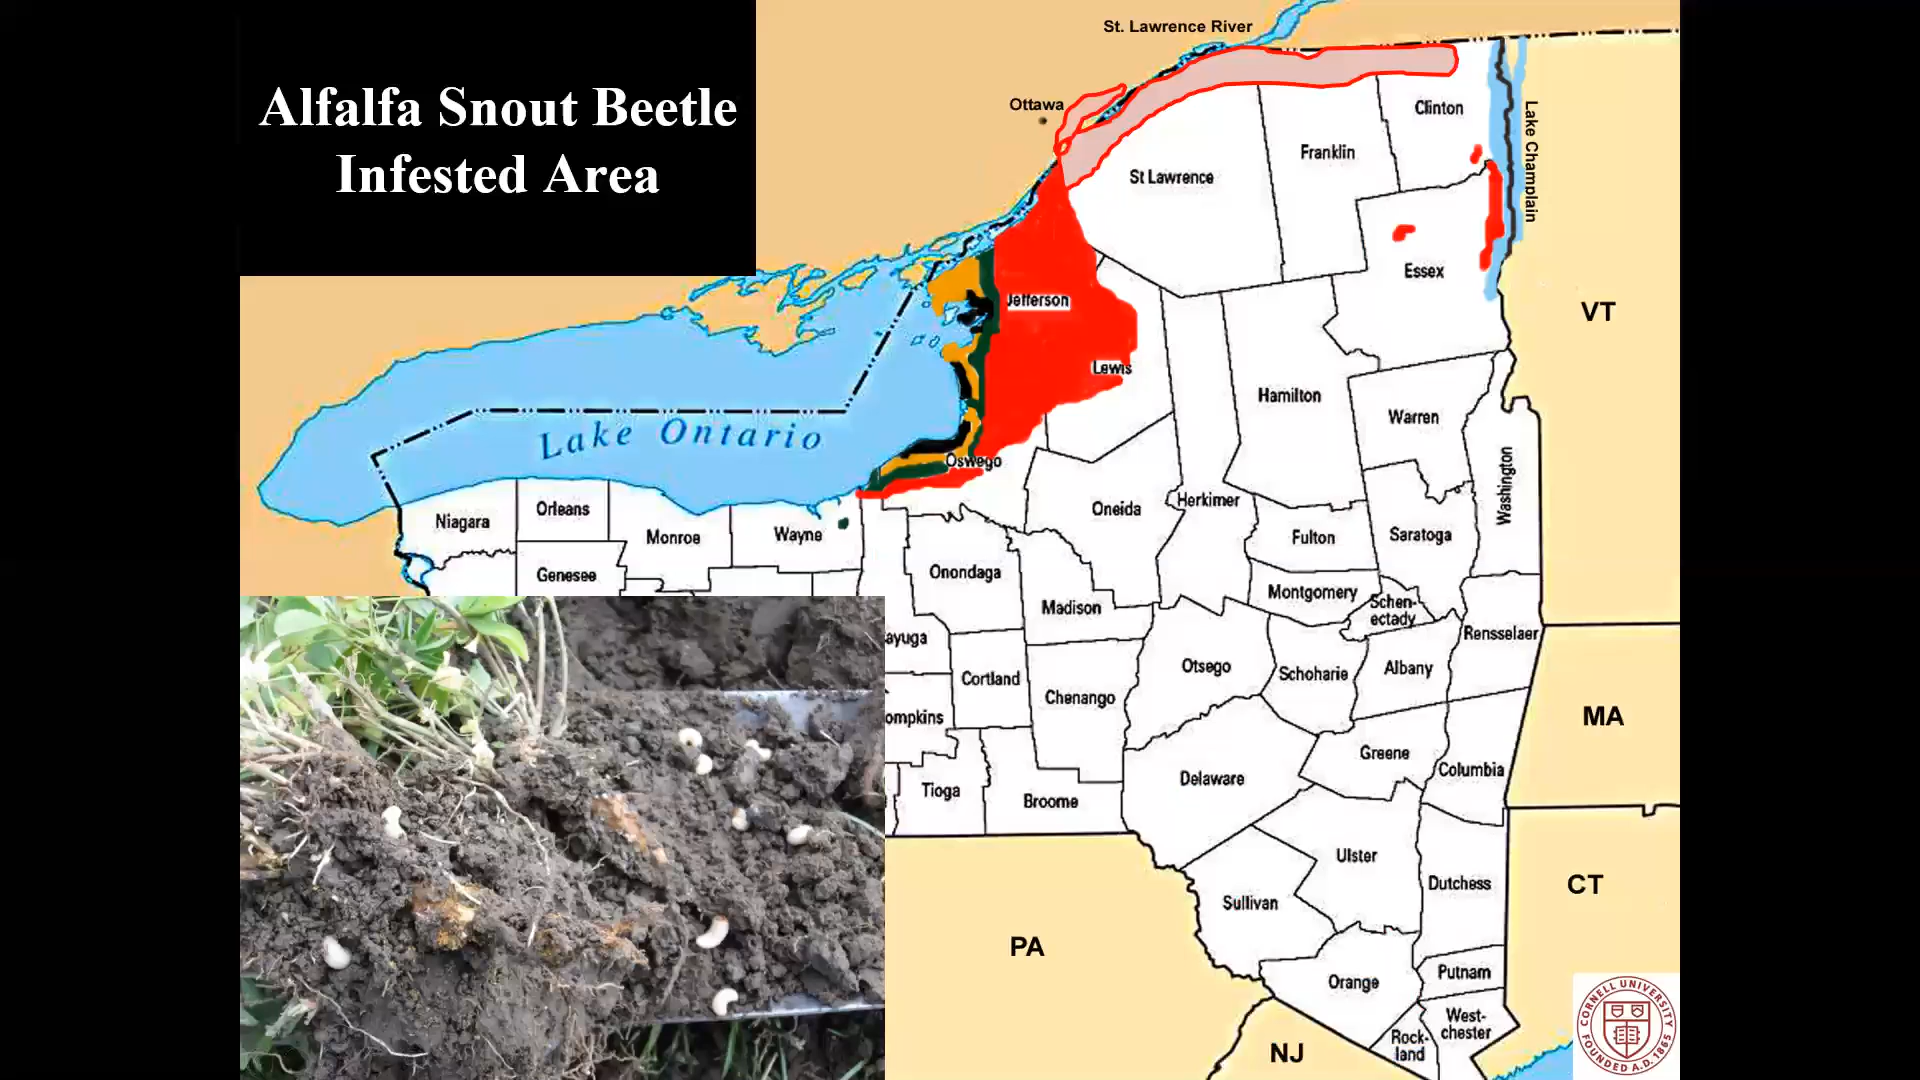 Alfalfa Snout Beetle
Infested Area
St. Lawrence River
Ottawa
Lake Champlain
Clinton
Franklin
St Lawrence
Essex
Jefferson
VT
Lewis
Hamilton
Warren
Lake Ontario
Oswego
Washington
Niagara
Orleans
Monroe
Wayne
Oneida
Herkimer
Fulton
Saratoga
Genesee
Onondaga
Madison
Montgomery
Schen-
ectady
Rensselaer
ayuga
Cortland
Chenango
Otsego
Schoharie
Albany
ompkins
MA
Greene
Columbia
Delaware
Tioga
Broome
Ulster
Dutchess
CT
Sullivan
PA
Orange
Putnam
West-
chester
Rock-
land
NJ
CORNELL UNIVERSITY
FOUNDED A.D. 1865